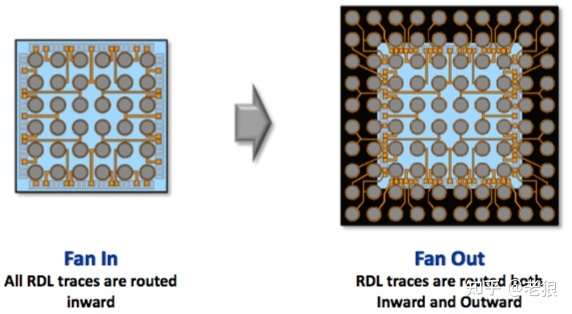 Fan In
All RDL traces are routed
inward
Fan Out
RDL traces are routed both
Inward and Outward
知乎 @老狼